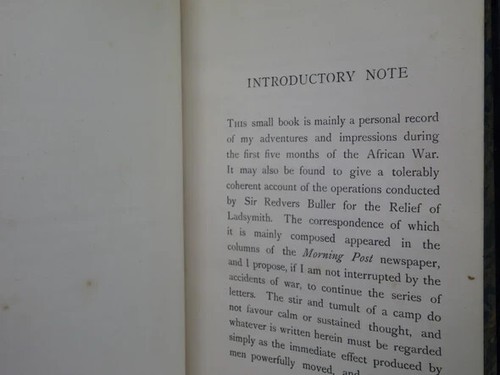 INTRODUCTORY NOTE
THIS small book is mainly a personal record
of my adventures and impressions during
the first five months of the African War.
It may also be found to give a tolerably
coherent account of the operations conducted
by Sir Redvers Buller for the Relief of
Ladysmith. The correspondence of which
it is mainly composed appeared in the
columns of the Morning Post newspaper,
and I propose, if I am not interrupted by the
accidents of war, to continue the series of
letters. The stir and tumult of a camp do
not favour calm or sustained thought, and
whatever is written herein must be regarded
simply as the immediate effect produced by
men powerfully moved, and